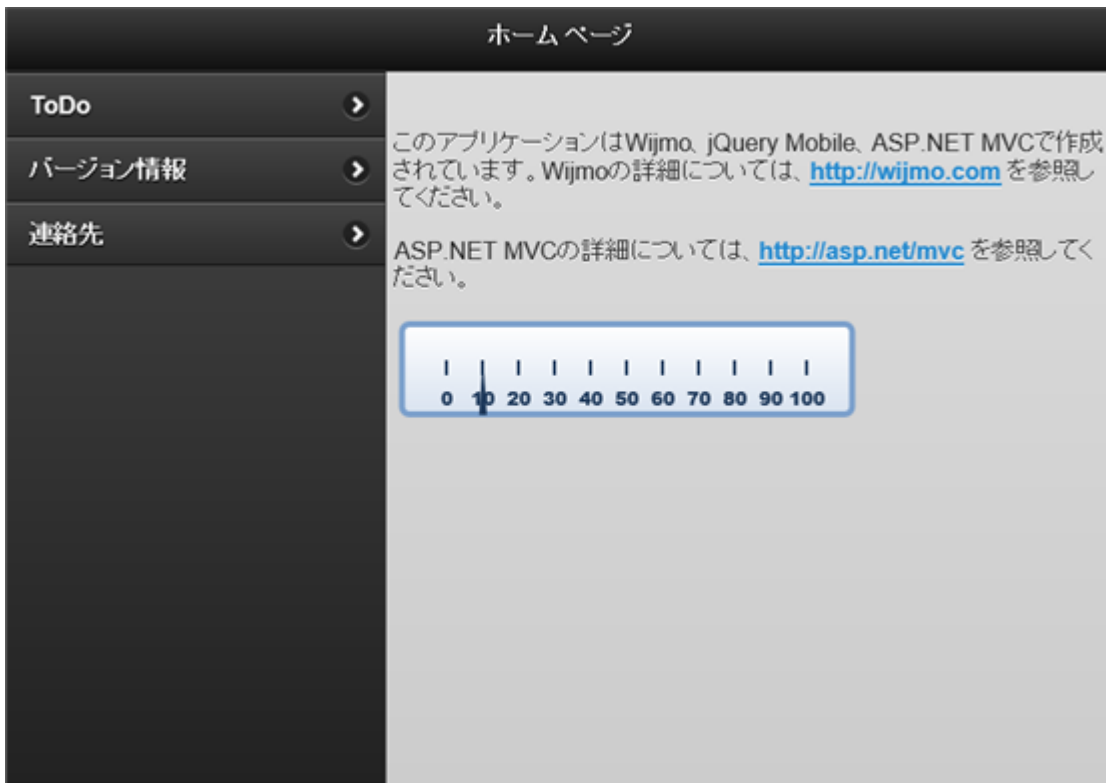 ホーム ページ
ToDo
バージョン情報
連絡先
このアプリケーションはWijmo、jQuery Mobile、ASP.NET MVCで作成
されています。Wijmoの詳細については、http://wijmo.com を参照し
てください。
ASP.NET MVCの詳細については、http://asp.net/mvc を参照してく
ださい。
0 10 20 30 40 50 60 70 80 90 100